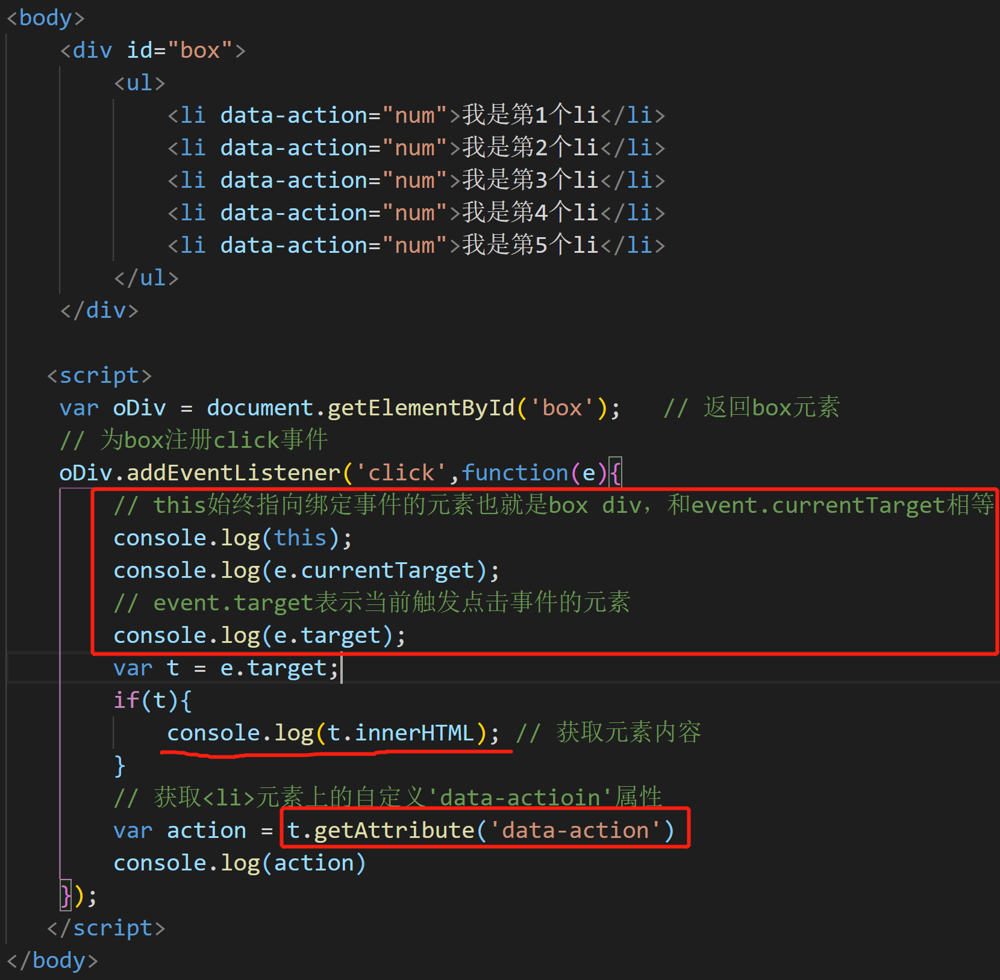 <body>
<div id="box">
<ul>
<li data-action="num">我是第1个li</li>
<li data-action="num">我是第2个li</li>
<li data-action="num">我是第3个li</li>
<li data-action="num">我是第4个li</li>
<li data-action="num">我是第5个li</li>
</ul>
</div>
<script>
var oDiv = document.getElementById('box'); // 返回box元素
// 为box注册click事件
oDiv.addEventListener('click',function(e){
// this始终指向绑定事件的元素也就是box div，和event.currentTarget相等
console.log(this);
console.log(e.currentTarget);
// event.target表示当前触发点击事件的元素
console.log(e.target);
var t = e.target;
if(t){
console.log(t.innerHTML); // 获取元素内容
}
// 获取<li>元素上的自定义'data-actioin'属性
var action = t.getAttribute('data-action')
console.log(action)
});
</script>
</body>